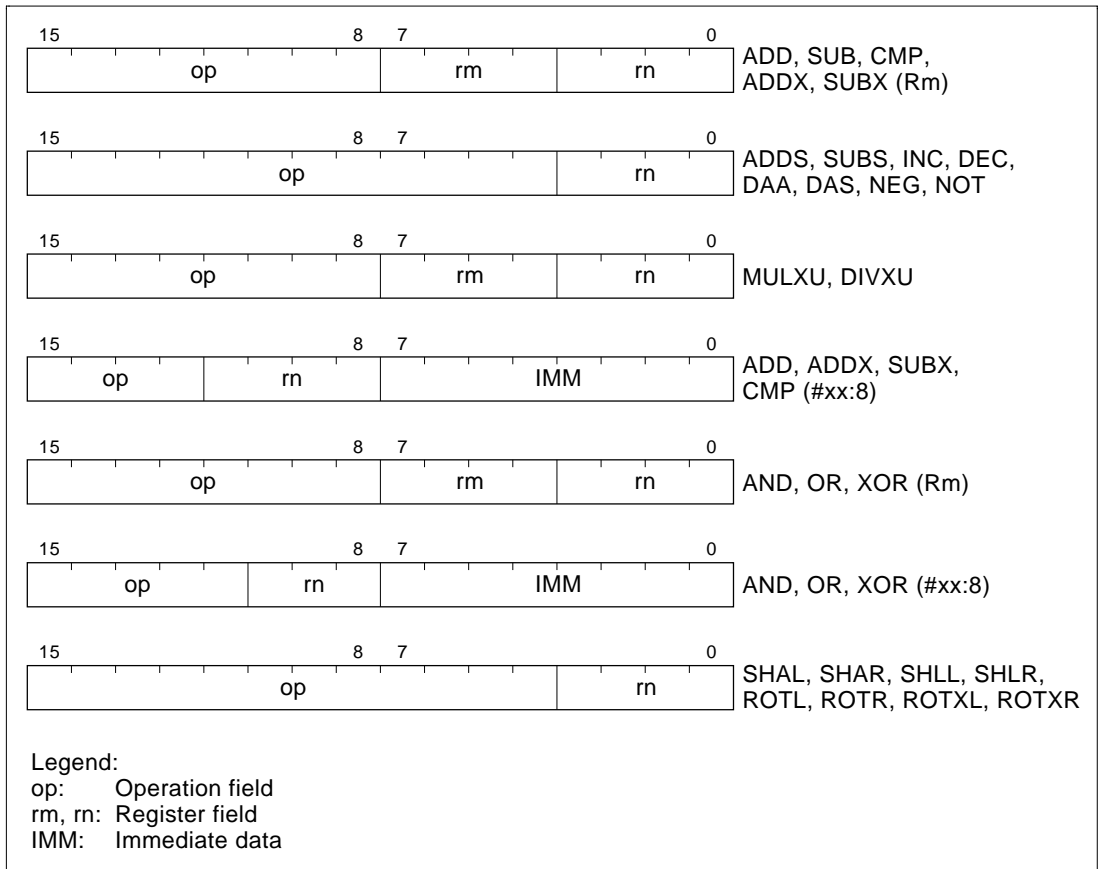 15 8 7 0
op rm rn
ADD, SUB, CMP,
ADDX, SUBX (Rm)
15 8 7 0
op rn
ADDS, SUBS, INC, DEC,
DAA, DAS, NEG, NOT
15 8 7 0
op rm rn
MULXU, DIVXU
15 8 7 0
op rn IMM
ADD, ADDX, SUBX,
CMP (#xx:8)
15 8 7 0
op rm rn
AND, OR, XOR (Rm)
15 8 7 0
op rn IMM
AND, OR, XOR (#xx:8)
15 8 7 0
op rn
SHAL, SHAR, SHLL, SHLR,
ROTL, ROTR, ROTXL, ROTXR
Legend:
op: Operation field
rm, rn: Register field
IMM: Immediate data